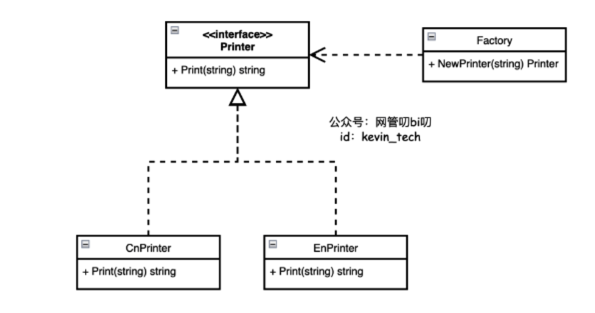 <<interface>>
Printer
+ Print(string) string
Factory
+ NewPrinter(string) Printer
公众号：网管叨bi叨
id：kevin_tech
CnPrinter
+ Print(string) string
EnPrinter
+ Print(string) string